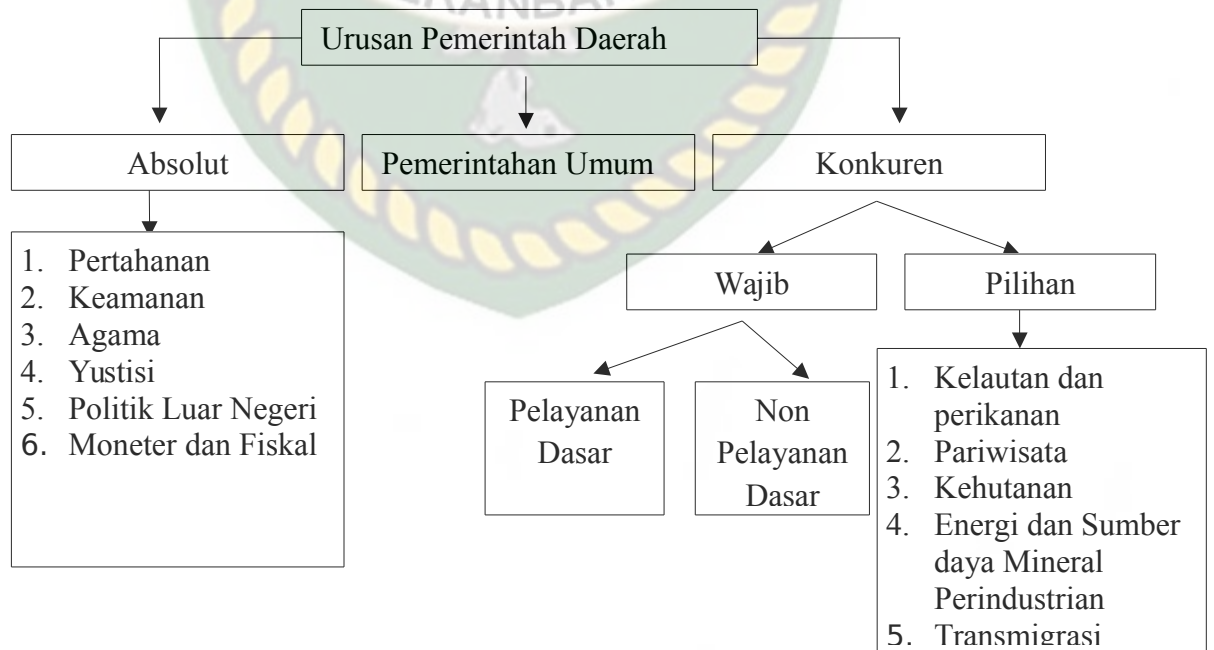 EKANBA
Urusan Pemerintah Daerah
Absolut
Pemerintahan Umum
Konkuren
1. Pertahanan
2. Keamanan
3. Agama
4. Yustisi
5. Politik Luar Negeri
6. Moneter dan Fiskal
Wajib
Pilihan
Pelayanan
Dasar
Non
Pelayanan
Dasar
1. Kelautan dan
perikanan
2. Pariwisata
3. Kehutanan
4. Energi dan Sumber
daya Mineral
Perindustrian
5. Transmigrasi